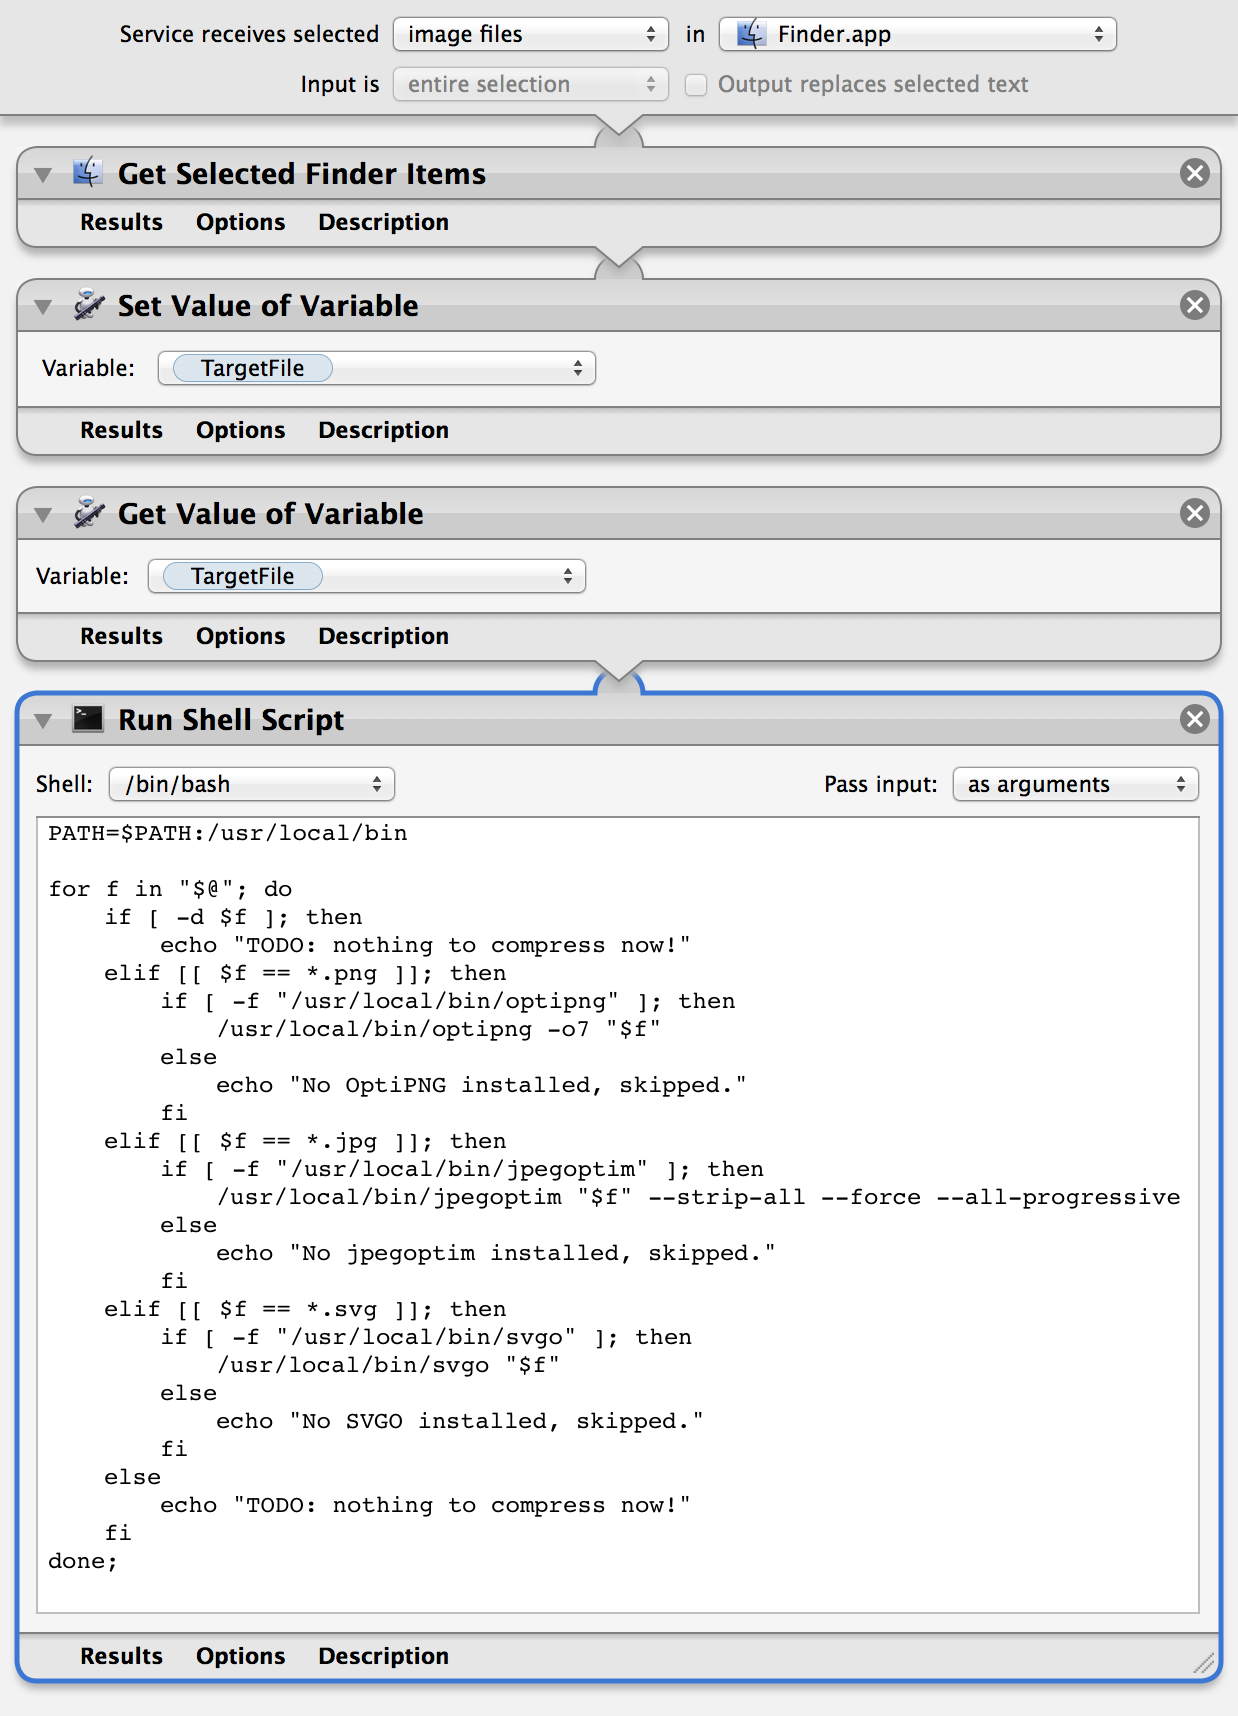 Service receives selected image files in Finder.app
Input is entire selection Output replaces selected text
Get Selected Finder Items
Results Options Description
Set Value of Variable
Variable: TargetFile
Results Options Description
Get Value of Variable
Variable: TargetFile
Results Options Description
Run Shell Script
Shell: /bin/bash Pass input: as arguments
PATH=$PATH:/usr/local/bin

for f in "$@"; do
    if [ -d $f ]; then
        echo "TODO: nothing to compress now!"
    elif [[ $f == *.png ]]; then
        if [ -f "/usr/local/bin/optipng" ]; then
            /usr/local/bin/optipng -o7 "$f"
        else
            echo "No OptiPNG installed, skipped."
        fi
    elif [[ $f == *.jpg ]]; then
        if [ -f "/usr/local/bin/jpegoptim" ]; then
            /usr/local/bin/jpegoptim "$f" --strip-all --force --all-progressive
        else
            echo "No jpegoptim installed, skipped."
        fi
    elif [[ $f == *.svg ]]; then
        if [ -f "/usr/local/bin/svgo" ]; then
            /usr/local/bin/svgo "$f"
        else
            echo "No SVGO installed, skipped."
        fi
    else
        echo "TODO: nothing to compress now!"
    fi
done;
Results Options Description